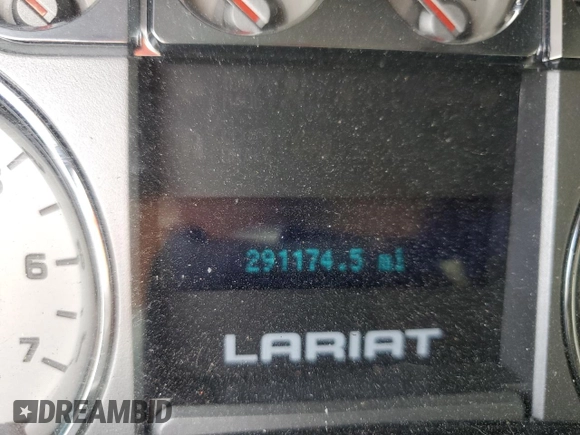 291174.5 mi
6
LARIAT
7
DREAMBID